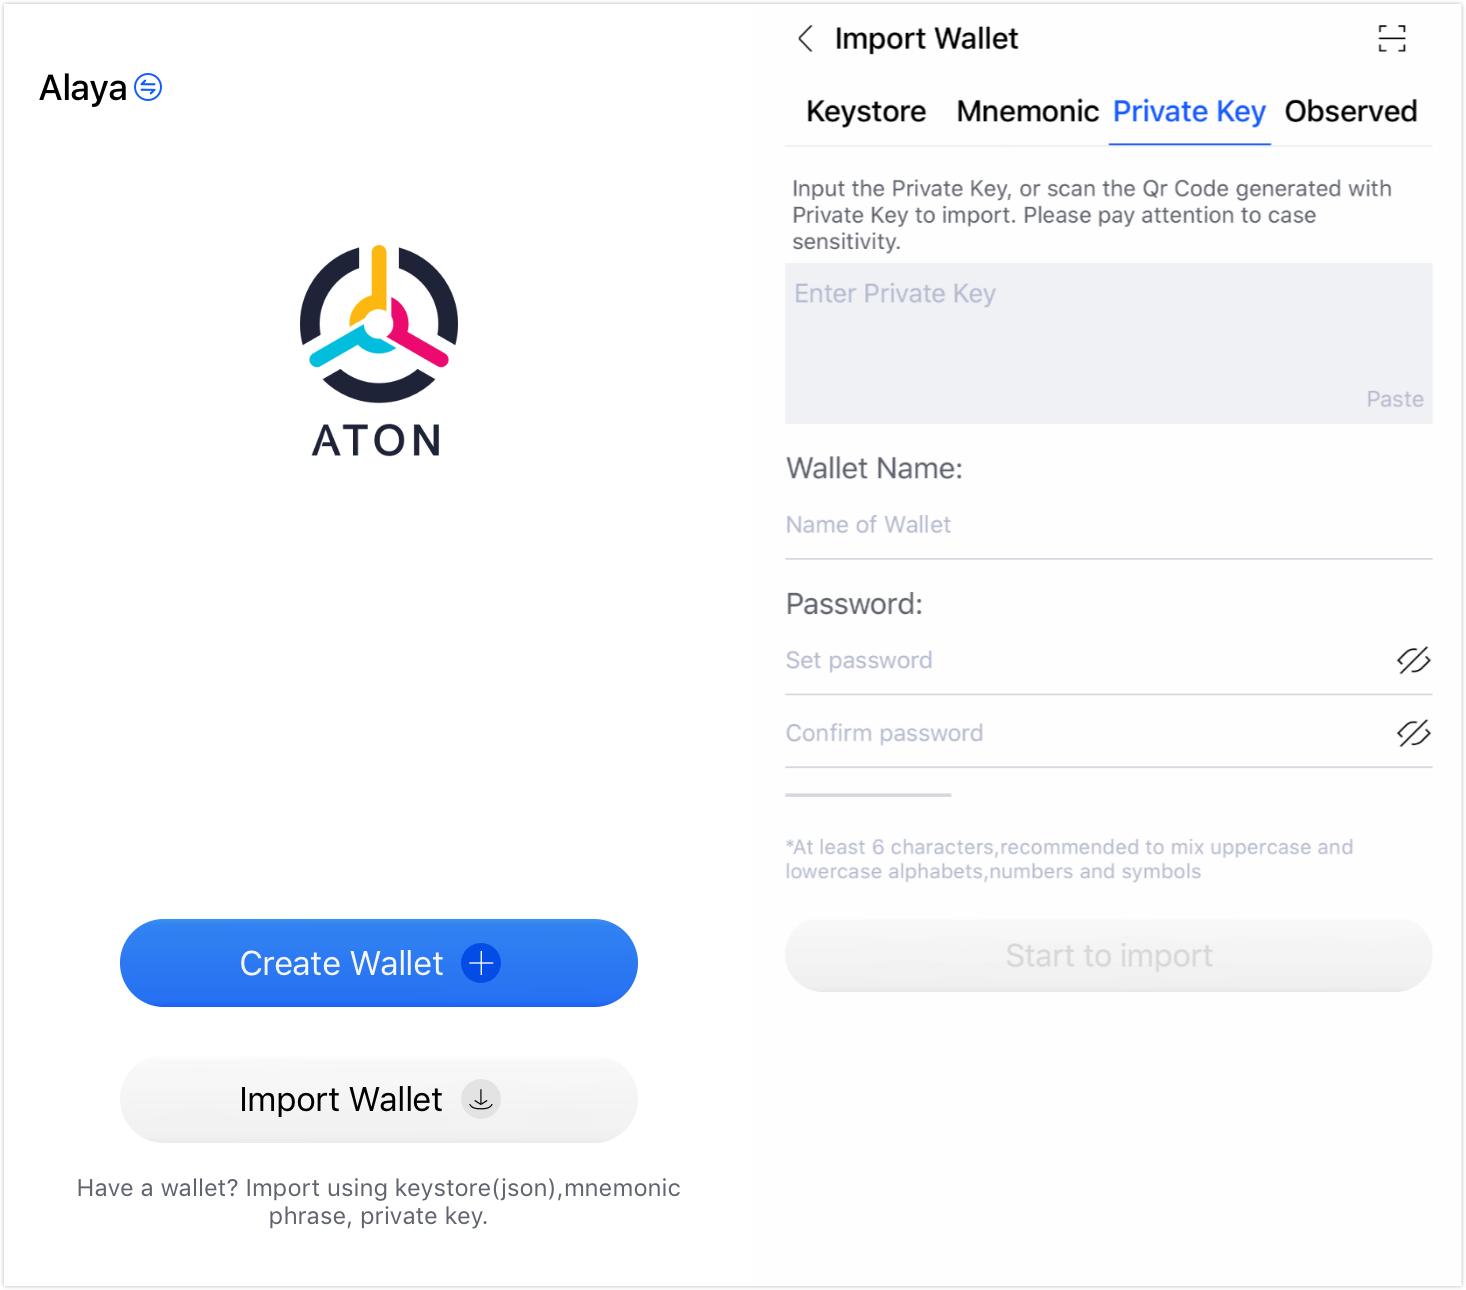 Alaya
ATON
Create Wallet
Import Wallet
Have a wallet? Import using keystore(json),mnemonic
phrase, private key.
Import Wallet
Keystore Mnemonic Private Key Observed
Input the Private Key, or scan the Qr Code generated with
Private Key to import. Please pay attention to case
sensitivity.
Enter Private Key
Paste
Wallet Name:
Name of Wallet
Password:
Set password
Confirm password
*At least 6 characters,recommended to mix uppercase and
lowercase alphabets,numbers and symbols
Start to import